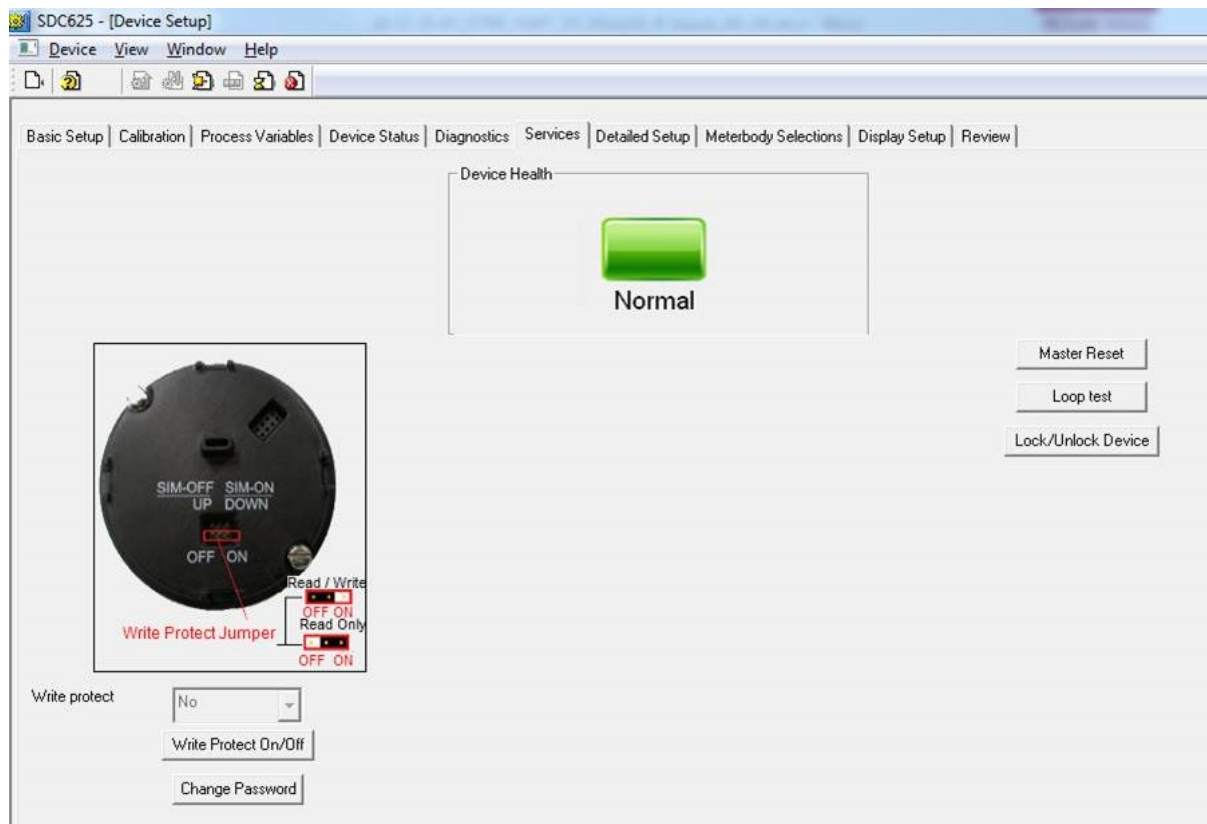 SDC625 - [Device Setup]
Device View Window Help
Basic Setup Calibration Process Variables Device Status Diagnostics Services Detailed Setup Meterbody Selections Display Setup Review
Device Health
Normal
Master Reset
Loop test
Lock/Unlock Device
SIM-OFF SIM-ON
UP DOWN
OFF ON
Read / Write
OFF ON
Write Protect Jumper
Read Only
OFF ON
Write protect
No
Write Protect On/Off
Change Password